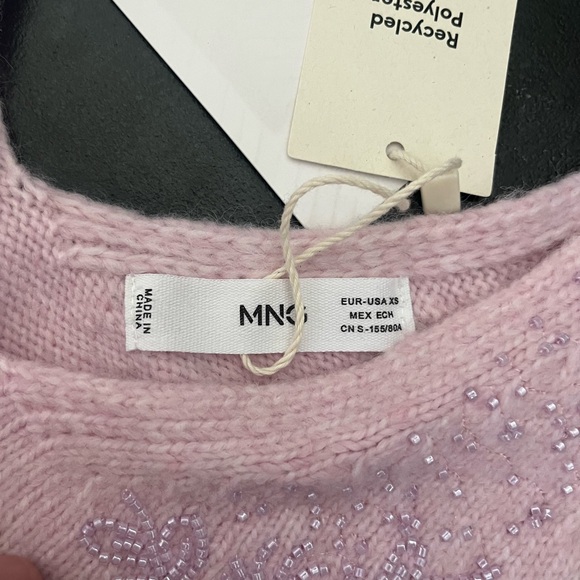 Recycled
Polyester
MADE IN
CHINA
MNG
EUR-USA XS
MEX ECH
CN S-155/80A